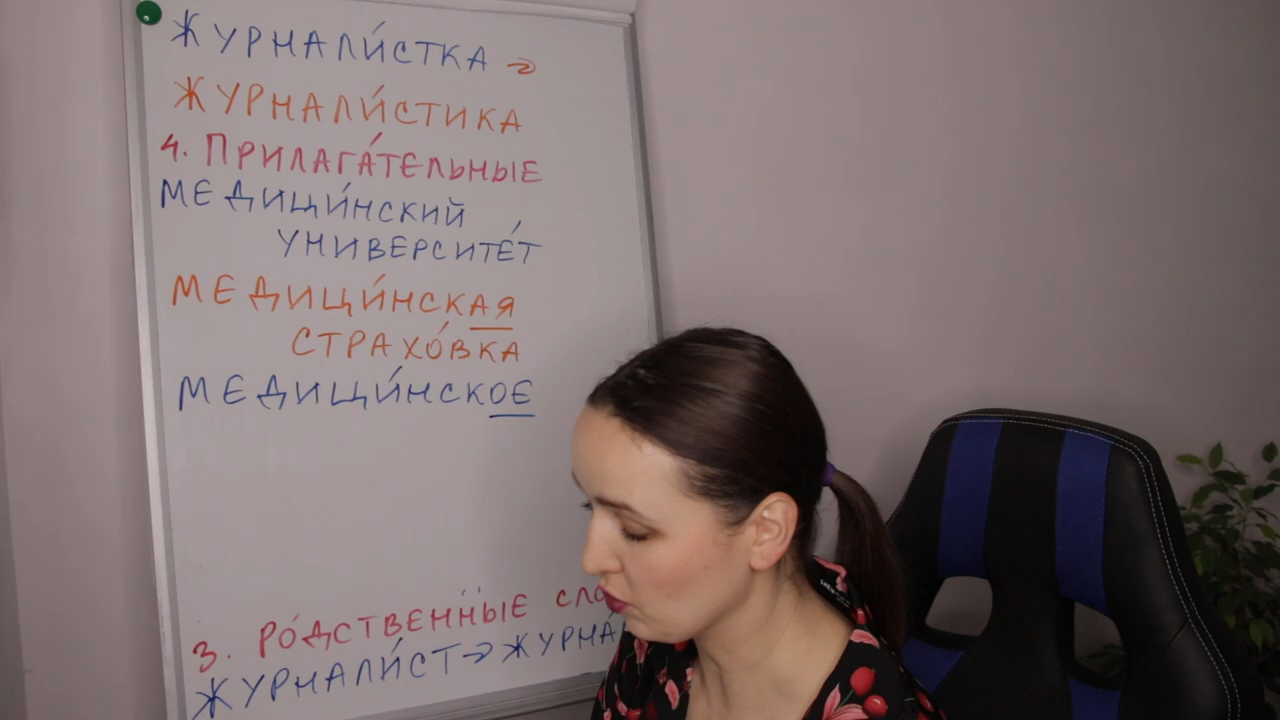 ЖУРНАЛИ́СТКА →
ЖУРНАЛИ́СТИКА
4. ПРИЛАГА́ТЕЛЬНЫЕ
МЕДИЦИ́НСКИЙ
УНИВЕРСИТЕ́Т
МЕДИЦИ́НСКАЯ
СТРАХО́ВКА
МЕДИЦИ́НСКОЕ
3. РО́ДСТВЕННЫЕ
ЖУРНАЛИ́СТ →